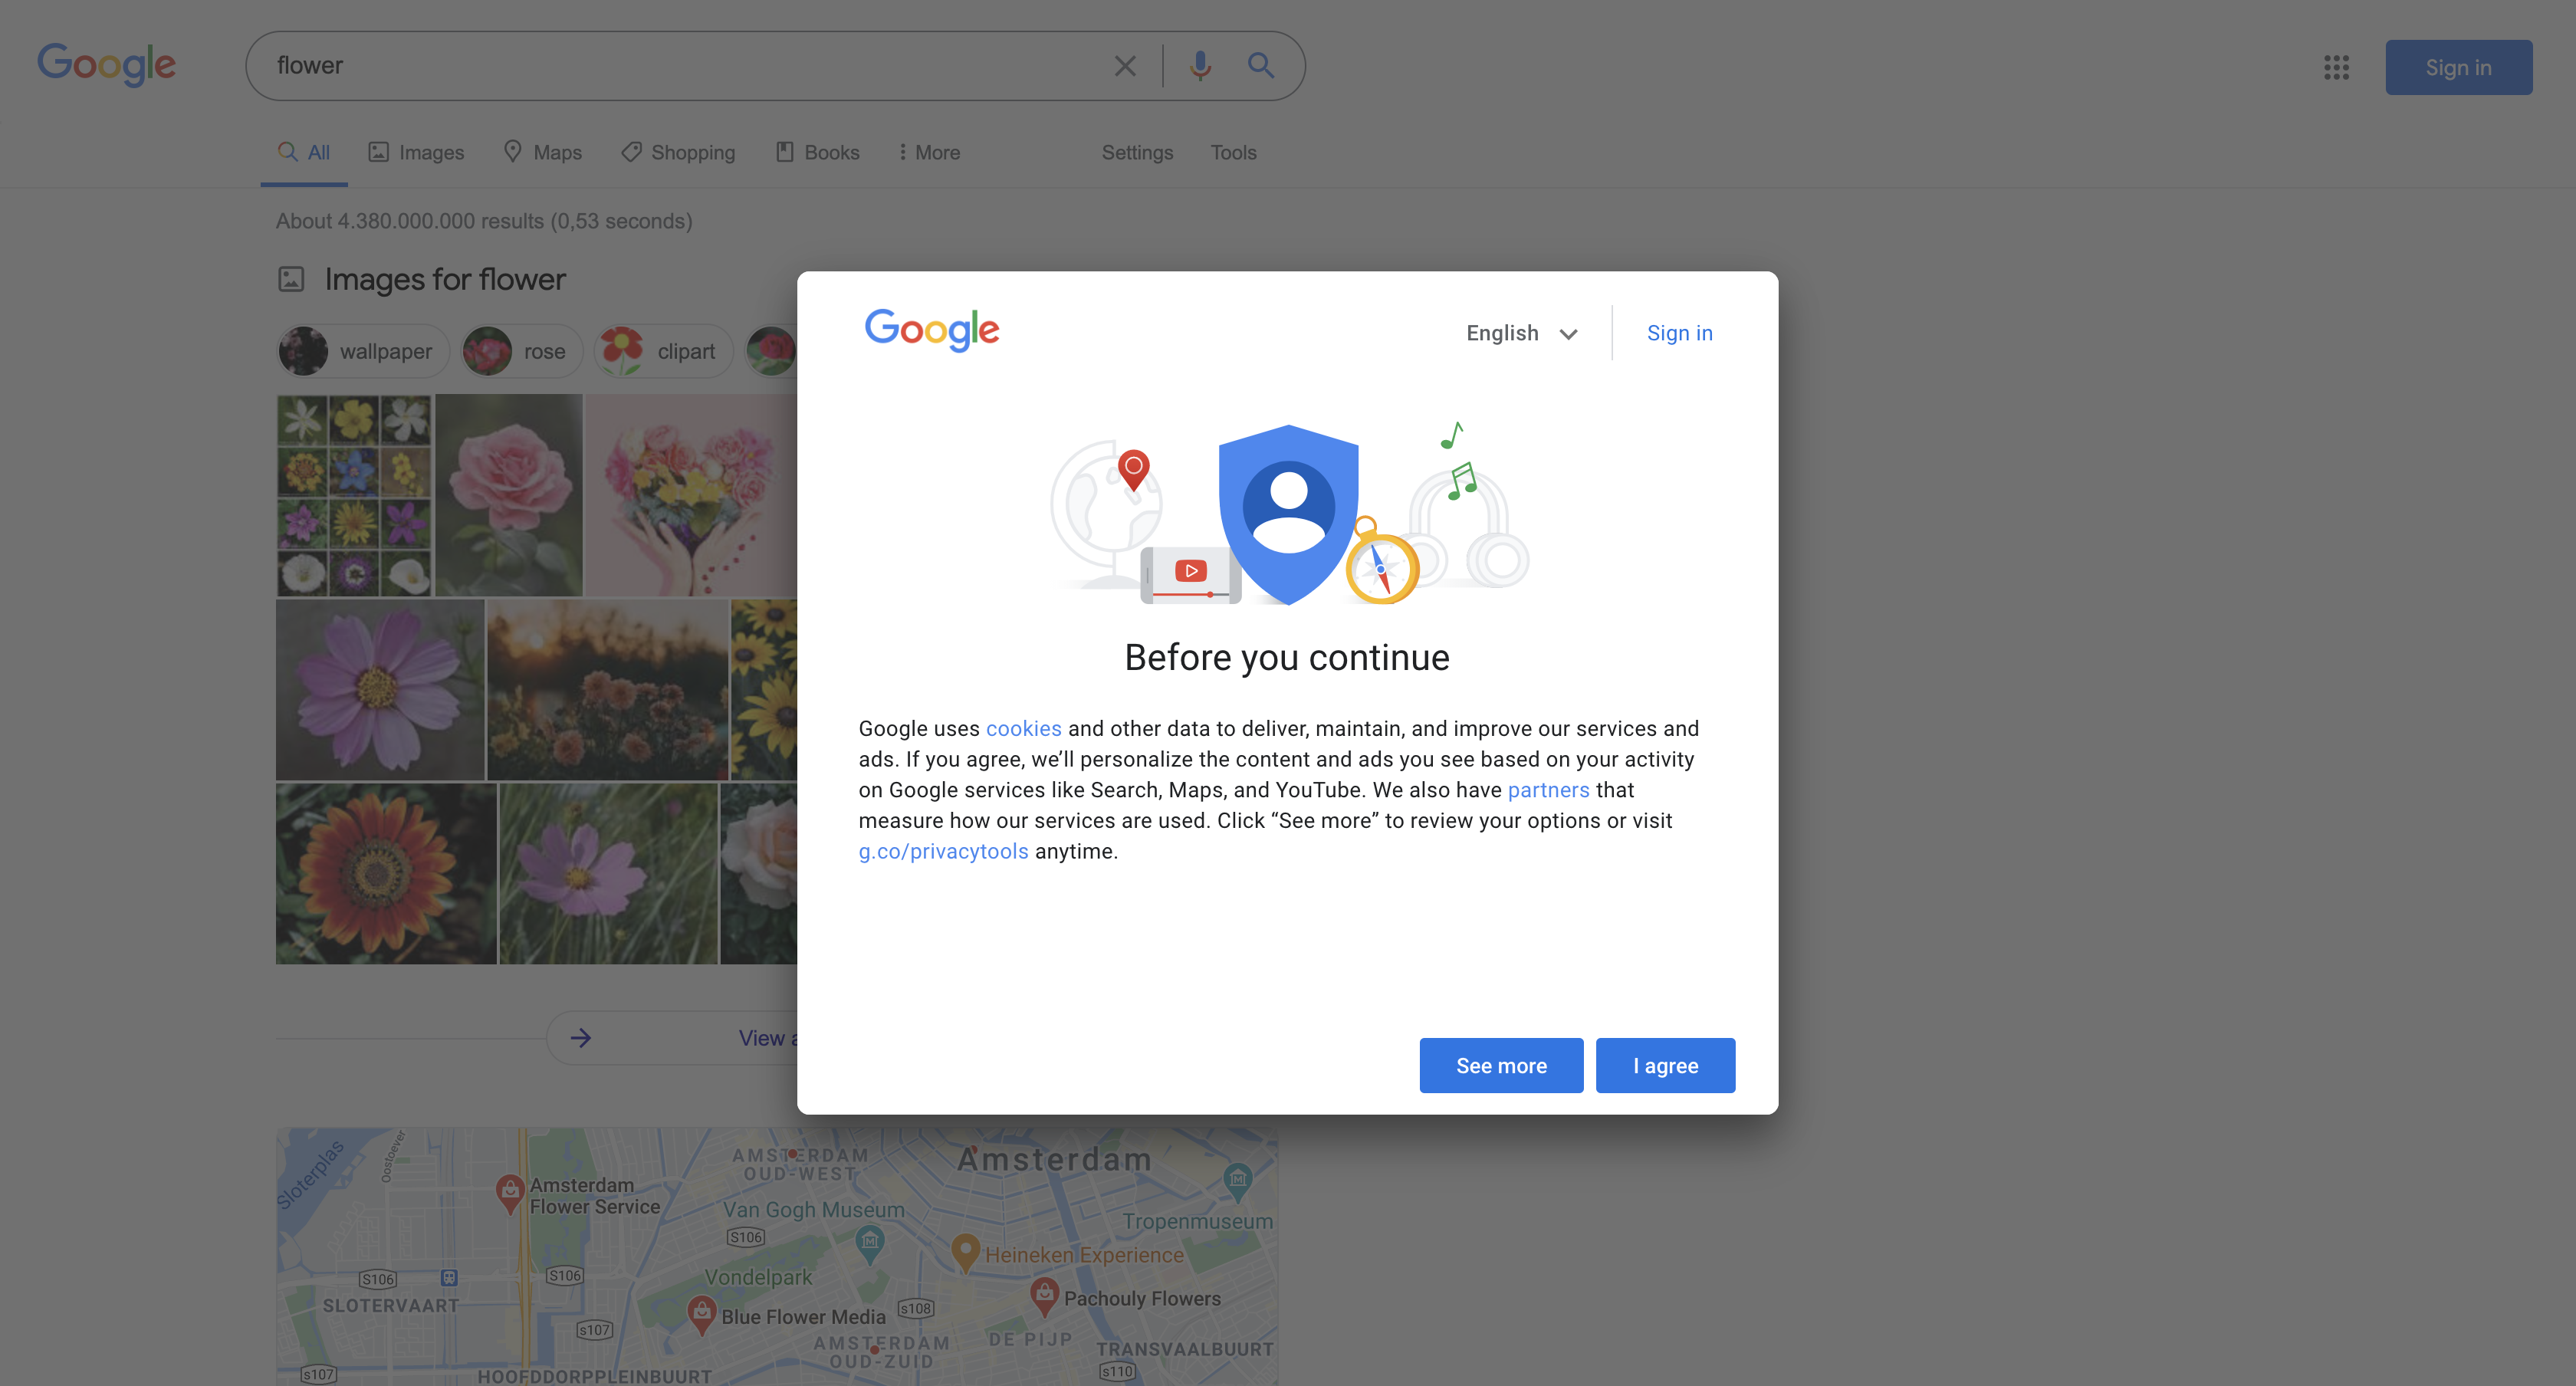 Google
flower
Sign in
All Images Maps Shopping Books More Settings Tools
About 4.380.000.000 results (0,53 seconds)
Images for flower
wallpaper rose clipart
View
Google
English Sign in
Before you continue
Google uses cookies and other data to deliver, maintain, and improve our services and
ads. If you agree, we’ll personalize the content and ads you see based on your activity
on Google services like Search, Maps, and YouTube. We also have partners that
measure how our services are used. Click “See more” to review your options or visit
g.co/privacytools anytime.
See more I agree
Sloterplas
Oostoever
AMSTERDAM
OUD-WEST
Amsterdam
Amsterdam
Flower Service
Van Gogh Museum
Tropenmuseum
S106
Heineken Experience
S106
S106
Vondelpark
SLOTERVAART
Blue Flower Media
s108
Pachouly Flowers
s107
AMSTERDAM
OUD-ZUID
DE PIJP
TRANSVAALBUURT
s107
HOOFDDORPPLEINBUURT
s110